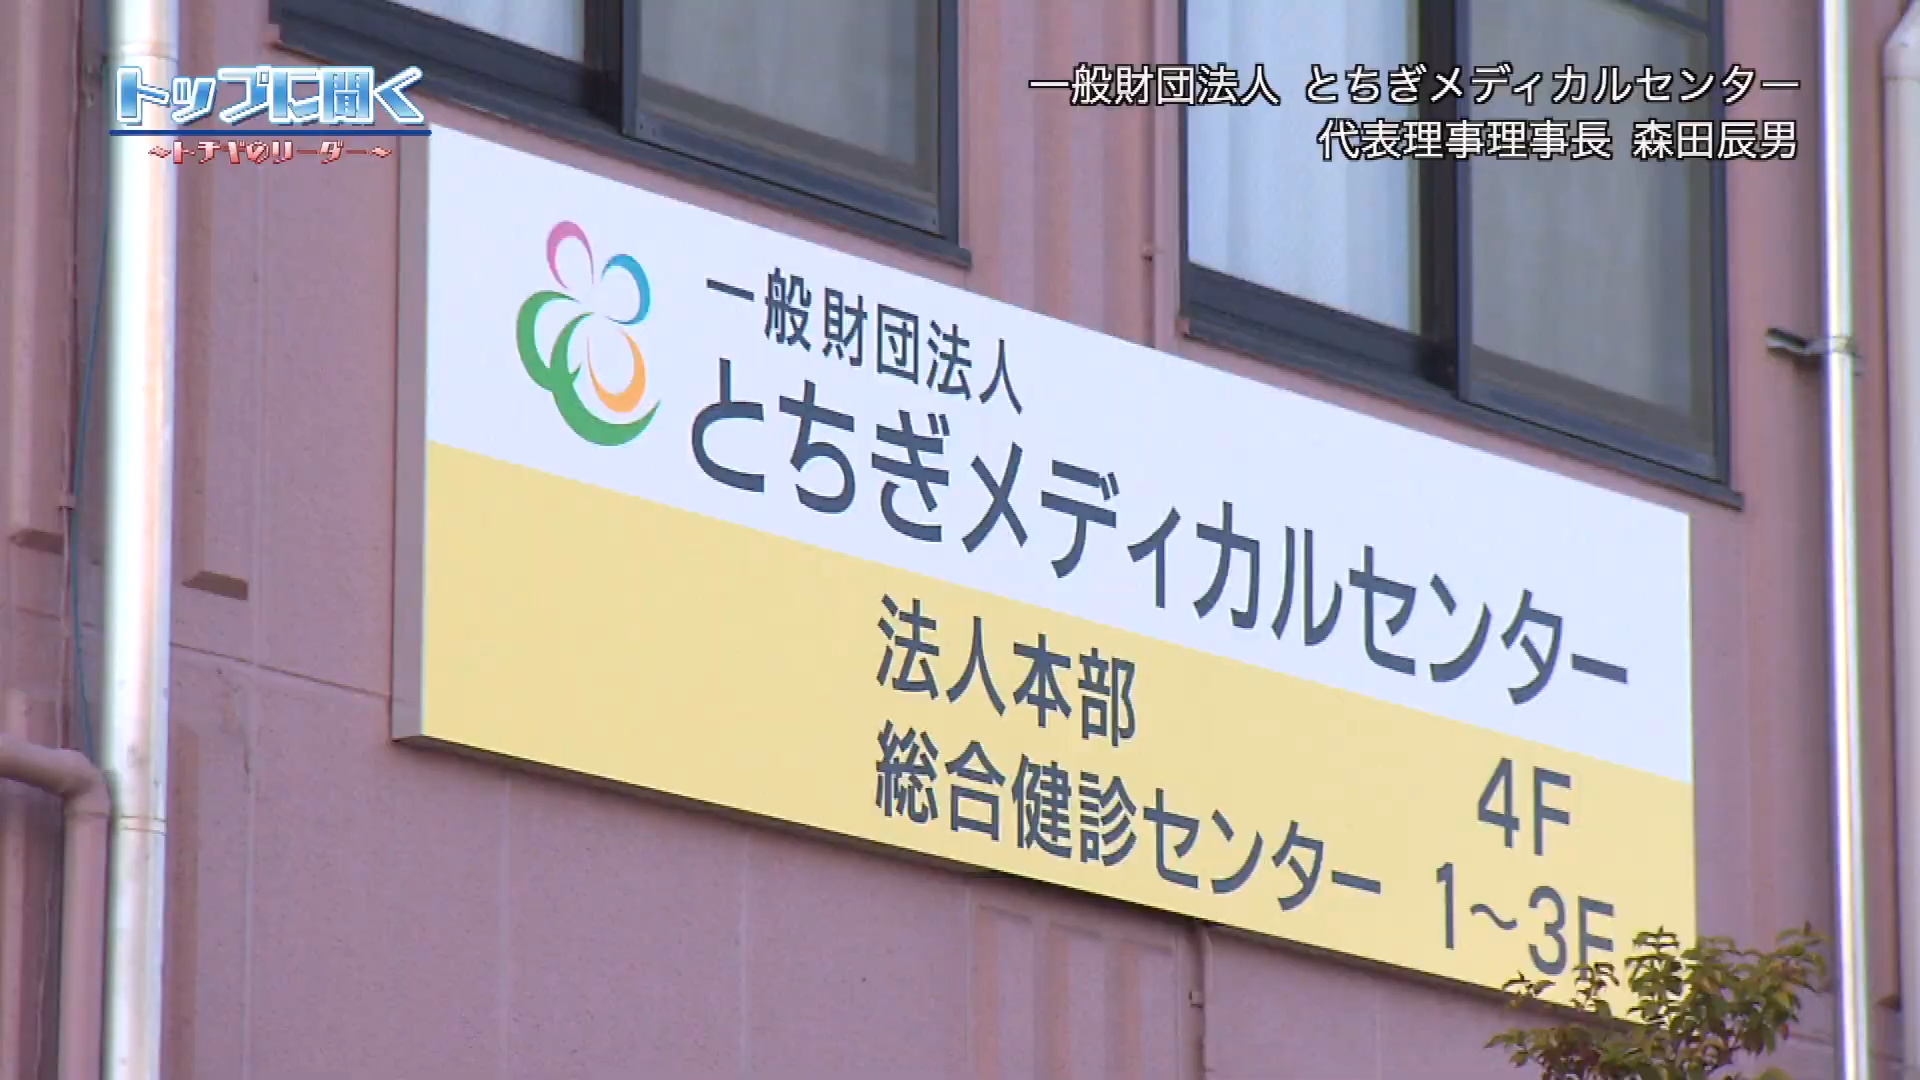 トップに聞く
～トチギのリーダー～
一般財団法人 とちぎメディカルセンター
代表理事理事長 森田辰男
一般財団法人
とちぎメディカルセンター
法人本部 4F
総合健診センター 1～3F